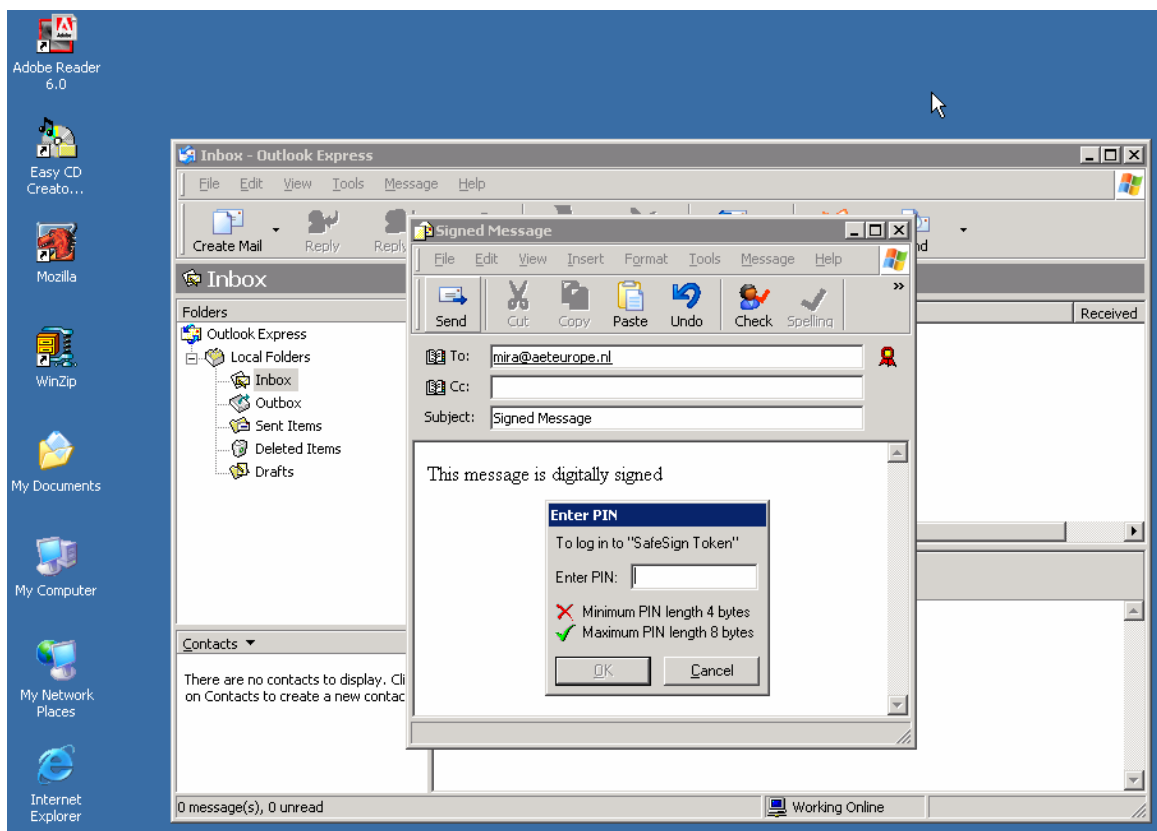 Adobe Reader
6.0
Easy CD
Creato...
Mozilla
WinZip
My Documents
My Computer
My Network
Places
Internet
Explorer
Inbox - Outlook Express
File Edit View Tools Message Help
Create Mail Reply
Inbox
Folders
Outlook Express
Local Folders
Inbox
Outbox
Sent Items
Deleted Items
Drafts
Received
Contacts
There are no contacts to display. Cli
on Contacts to create a new contac
0 message(s), 0 unread
Working Online
Signed Message
File Edit View Insert Format Tools Message Help
Send Cut Copy Paste Undo Check Spelling
To: mira@aeteurope.nl
Cc:
Subject: Signed Message
This message is digitally signed
Enter PIN
To log in to "SafeSign Token"
Enter PIN:
Minimum PIN length 4 bytes
Maximum PIN length 8 bytes
OK Cancel